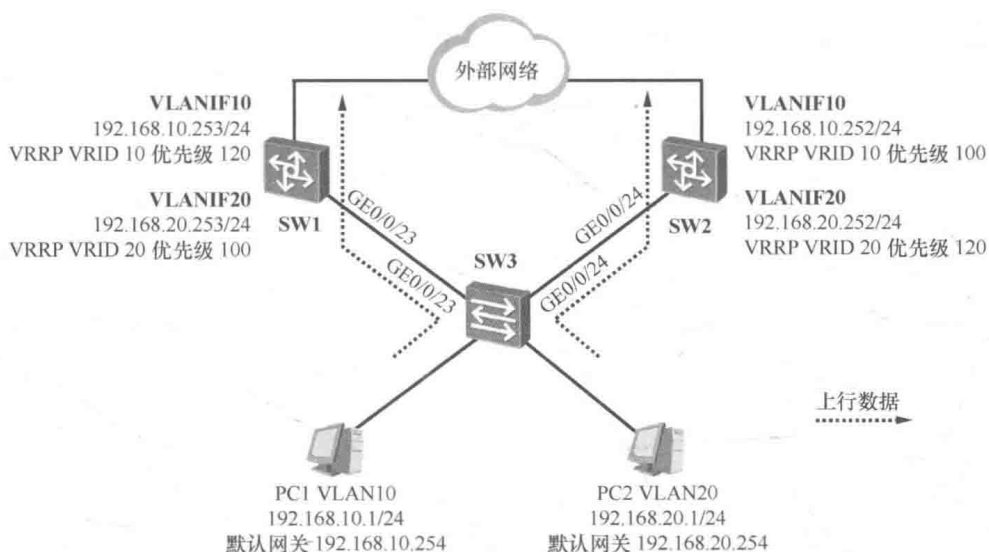 外部网络
VLANIF10
192.168.10.253/24
VRRP VRID 10 优先级 120
VLANIF20
192.168.20.253/24
VRRP VRID 20 优先级 100
SW1
VLANIF10
192.168.10.252/24
VRRP VRID 10 优先级 100
VLANIF20
192.168.20.252/24
VRRP VRID 20 优先级 120
SW2
GE0/0/23
GE0/0/23
GE0/0/24
GE0/0/24
SW3
上行数据
PC1 VLAN10
192.168.10.1/24
默认网关 192.168.10.254
PC2 VLAN20
192.168.20.1/24
默认网关 192.168.20.254